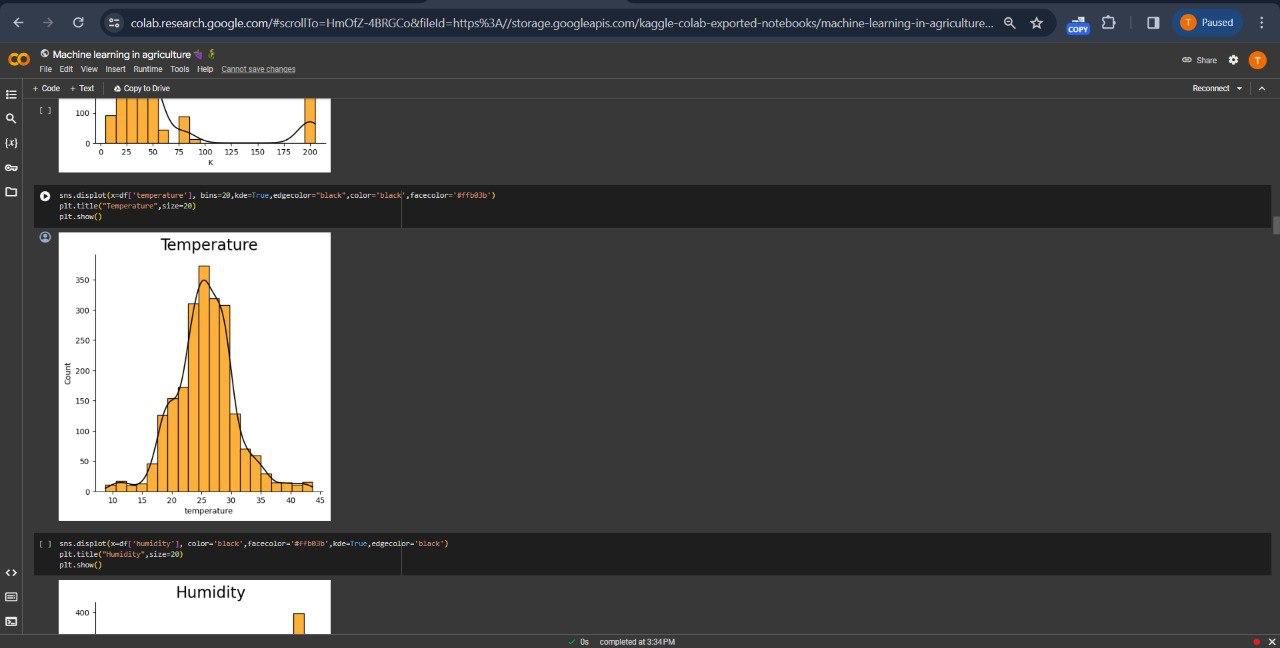 colab.research.google.com/#scrollTo=HmOfZ-4BRGCo&fileId=https%3A//storage.googleapis.com/kaggle-colab-exported-notebooks/machine-learning-in-agriculture...
COPY
T Paused
CO Machine learning in agriculture
File Edit View Insert Runtime Tools Help Cannot save changes
Share T
+ Code + Text Copy to Drive
Reconnect
[ ]
100
0
0 25 50 75 100 125 150 175 200
K
{x}
sns.displot(x=df['temperature'], bins=20,kde=True,edgecolor="black",color='black',facecolor='#ffb03b')
plt.title("Temperature",size=20)
plt.show()
Temperature
350
300
250
200
150
100
50
0
Count
10 15 20 25 30 35 40 45
temperature
[ ] sns.displot(x=df['humidity'], color='black',facecolor='#ffb03b',kde=True,edgecolor='black')
plt.title("Humidity",size=20)
plt.show()
Humidity
400
0s completed at 3:34 PM